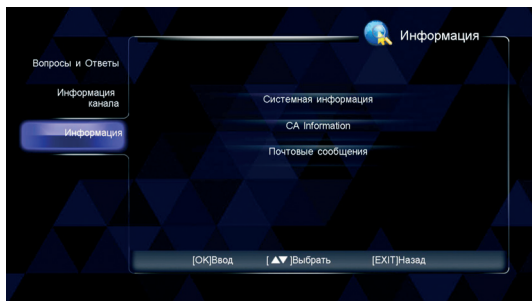 Информация
Вопросы и Ответы
Информация
канала
Информация
Системная информация
CA Information
Почтовые сообщения
[OK]Ввод [▲▼]Выбрать [EXIT]Назад